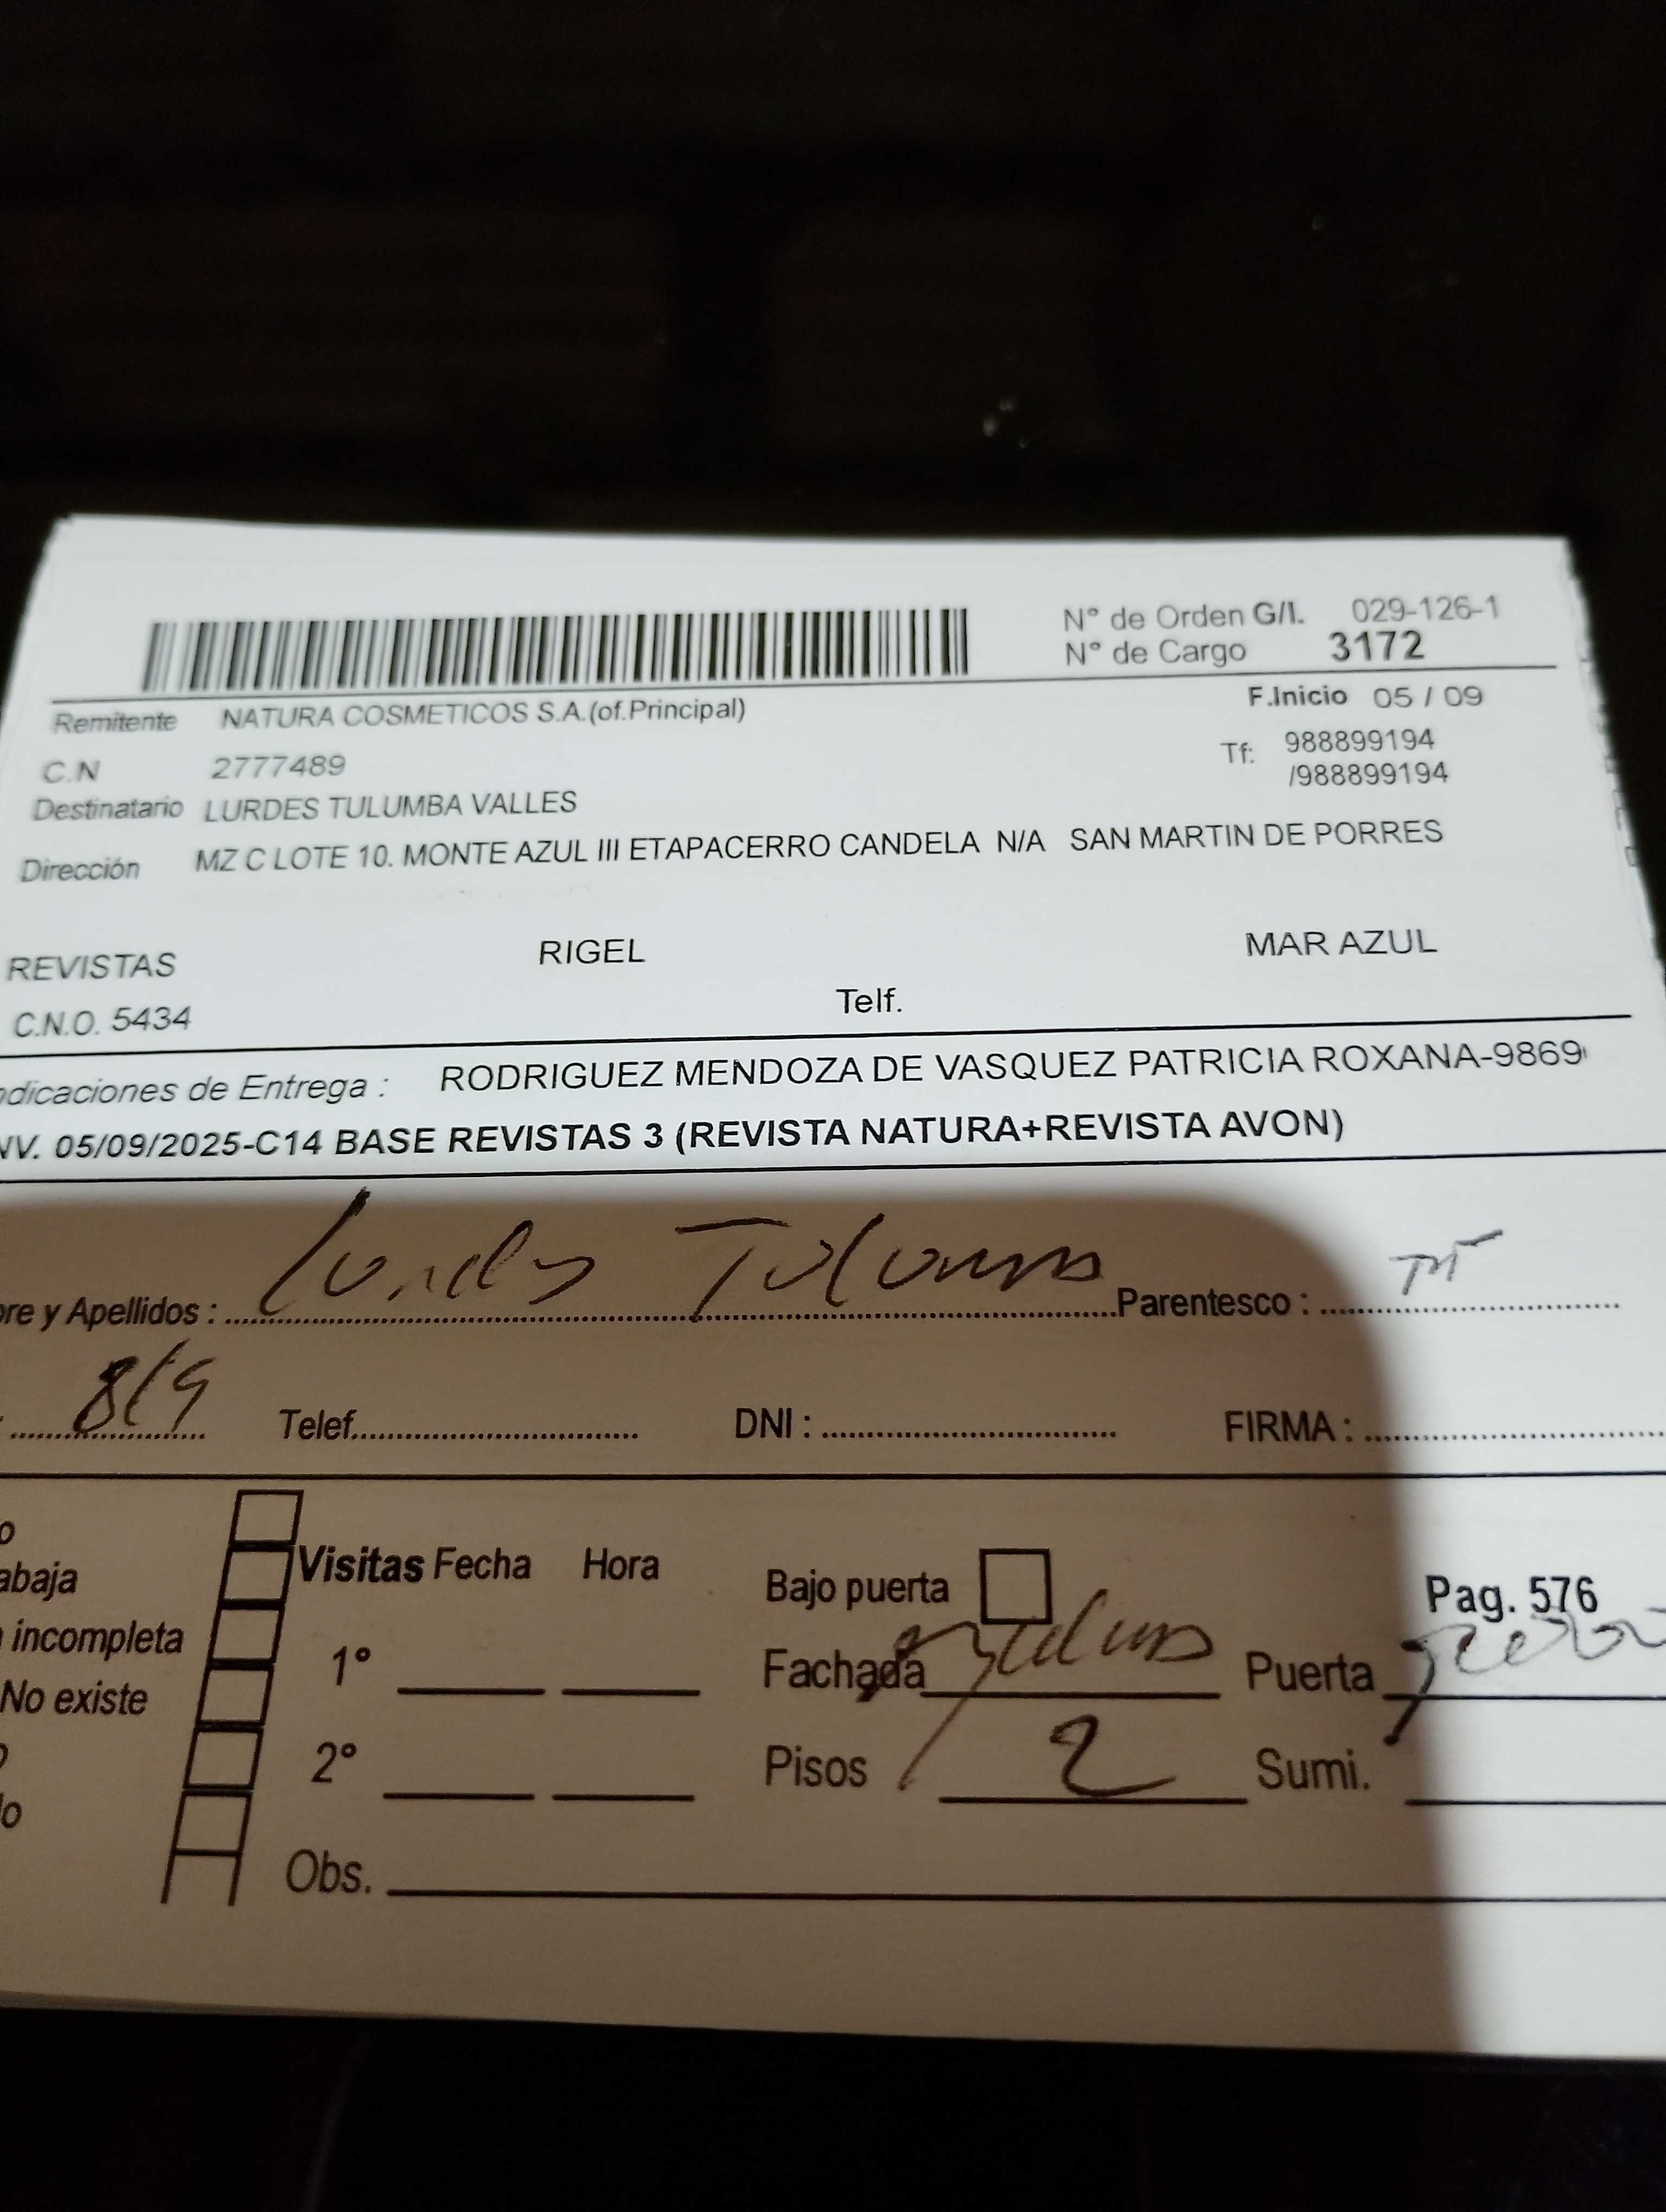 N° de Orden G/I. 029-126-1
N° de Cargo 3172
Remitente NATURA COSMETICOS S.A.(of.Principal) F.Inicio 05 / 09
C.N 2777489 Tf: 988899194
/988899194
Destinatario LURDES TULUMBA VALLES
Dirección MZ C LOTE 10. MONTE AZUL III ETAPACERRO CANDELA N/A SAN MARTIN DE PORRES
REVISTAS RIGEL MAR AZUL
C.N.O. 5434 Telf.
ndicaciones de Entrega : RODRIGUEZ MENDOZA DE VASQUEZ PATRICIA ROXANA-9869
NV. 05/09/2025-C14 BASE REVISTAS 3 (REVISTA NATURA+REVISTA AVON)
bre y Apellidos : Parentesco : TIT
8/9 Telef. DNI : FIRMA :
o
abaja Visitas Fecha Hora Bajo puerta Pag. 576
incompleta 1° Fachada Puerta
No existe
2° Pisos 2 Sumi.
lo
Obs.